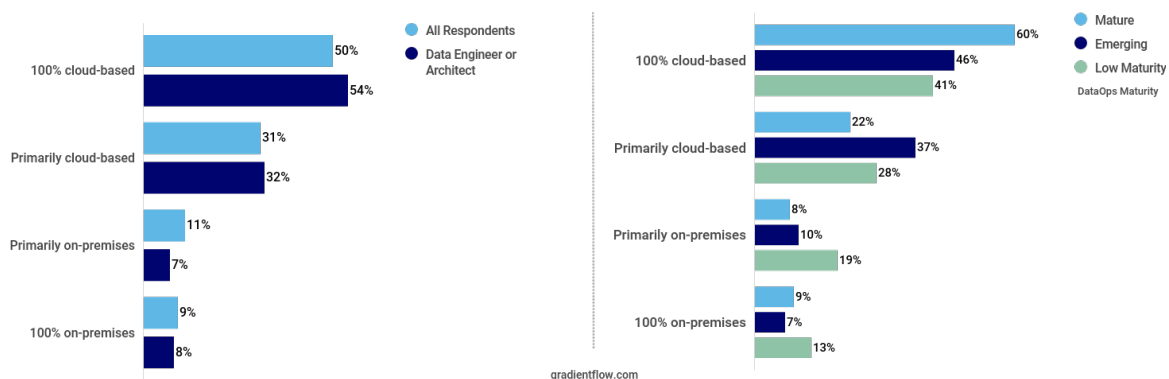 All Respondents
Data Engineer or
Architect
100% cloud-based
50%
54%
Primarily cloud-based
31%
32%
Primarily on-premises
11%
7%
100% on-premises
9%
8%
Mature
Emerging
Low Maturity
DataOps Maturity
100% cloud-based
60%
46%
41%
Primarily cloud-based
22%
37%
28%
Primarily on-premises
8%
10%
19%
100% on-premises
9%
7%
13%
gradientflow.com